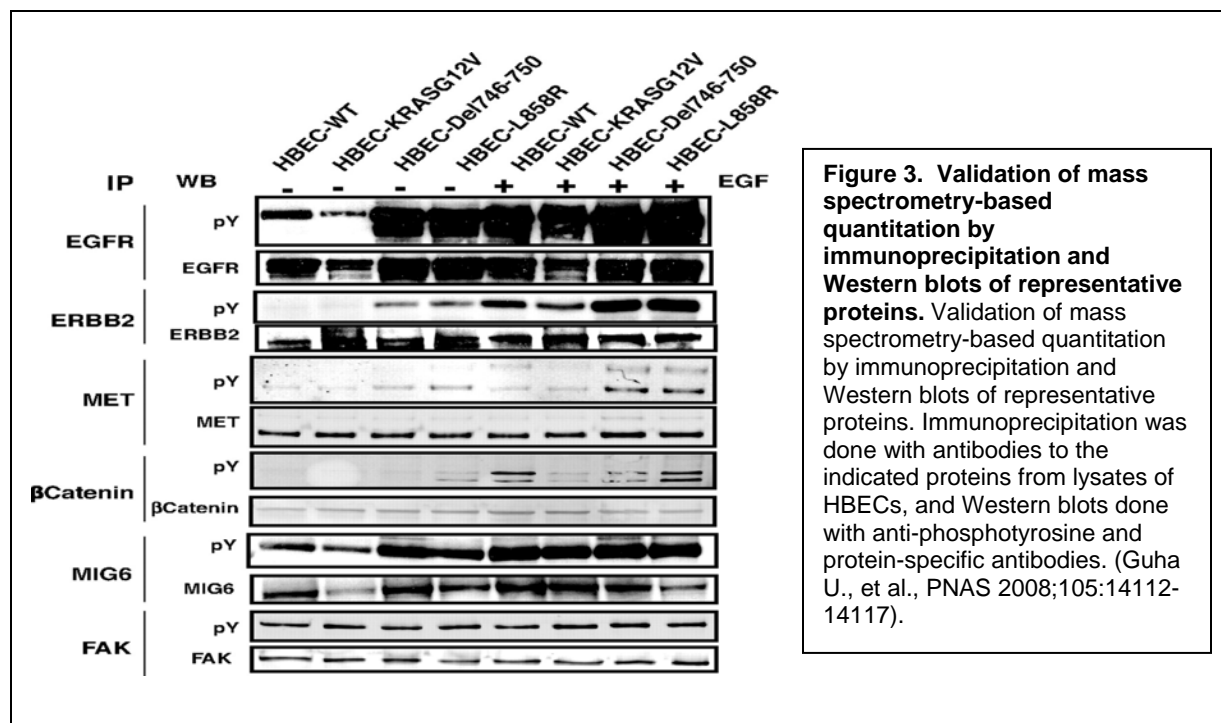 HBEC-WT HBEC-KRASG12V HBEC-Del746-750 HBEC-L858R HBEC-WT HBEC-KRASG12V HBEC-Del746-750 HBEC-L858R
IP WB - - - - + + + + EGF
EGFR
pY
EGFR
ERBB2
pY
ERBB2
MET
pY
MET
βCatenin
pY
βCatenin
MIG6
pY
MIG6
FAK
pY
FAK
Figure 3. Validation of mass
spectrometry-based
quantitation by
immunoprecipitation and
Western blots of representative
proteins. Validation of mass
spectrometry-based quantitation
by immunoprecipitation and
Western blots of representative
proteins. Immunoprecipitation was
done with antibodies to the
indicated proteins from lysates of
HBECs, and Western blots done
with anti-phosphotyrosine and
protein-specific antibodies. (Guha
U., et al., PNAS 2008;105:14112-
14117).